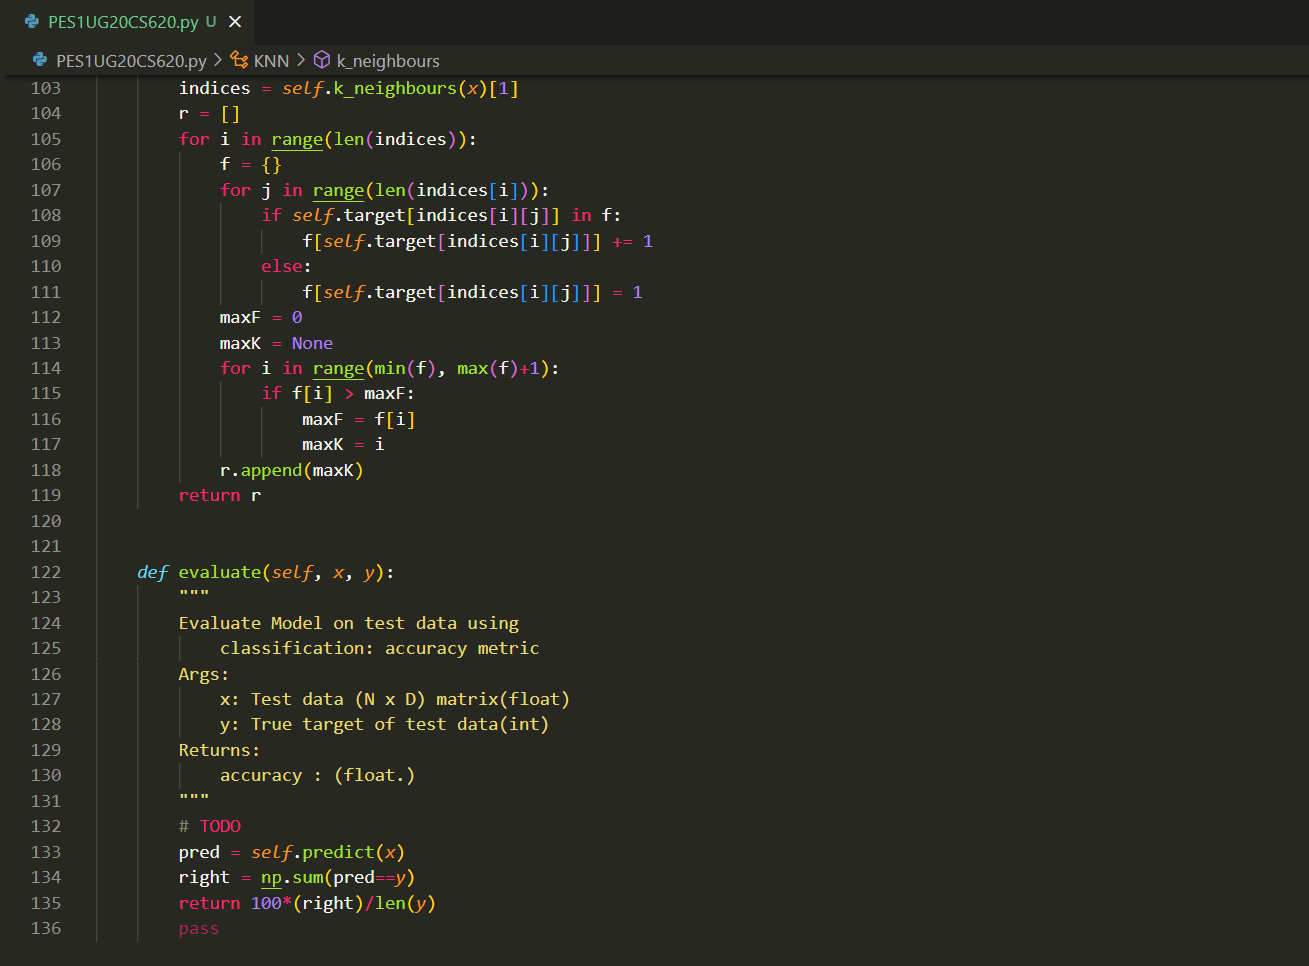 PES1UG20CS620.py U ×
PES1UG20CS620.py > KNN > k_neighbours
103 indices = self.k_neighbours(x)[1]
104 r = []
105 for i in range(len(indices)):
106 f = {}
107 for j in range(len(indices[i])):
108 if self.target[indices[i][j]] in f:
109 f[self.target[indices[i][j]]] += 1
110 else:
111 f[self.target[indices[i][j]]] = 1
112 maxF = 0
113 maxK = None
114 for i in range(min(f), max(f)+1):
115 if f[i] > maxF:
116 maxF = f[i]
117 maxK = i
118 r.append(maxK)
119 return r
120
121
122 def evaluate(self, x, y):
123 """
124 Evaluate Model on test data using
125 classification: accuracy metric
126 Args:
127 x: Test data (N x D) matrix(float)
128 y: True target of test data(int)
129 Returns:
130 accuracy : (float.)
131 """
132 # TODO
133 pred = self.predict(x)
134 right = np.sum(pred==y)
135 return 100*(right)/len(y)
136 pass